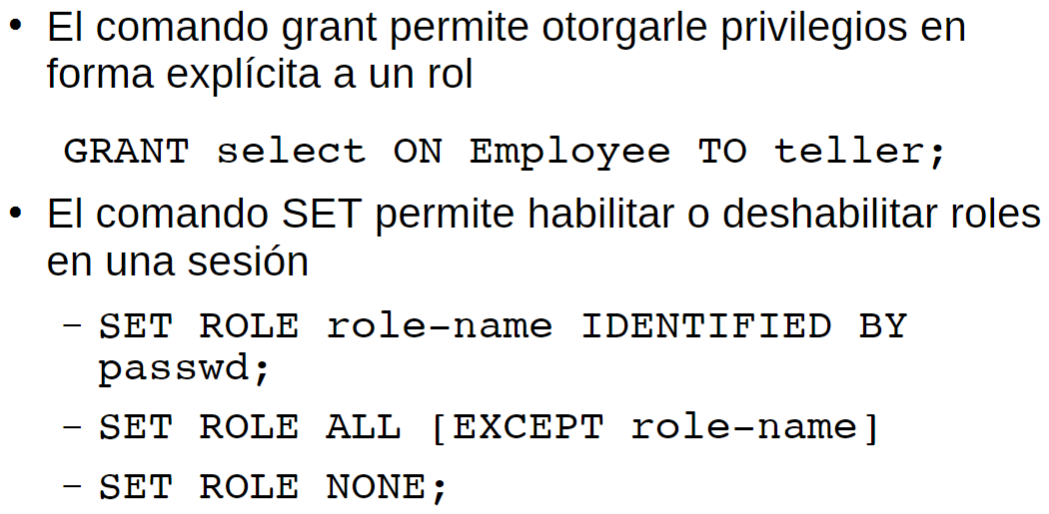 • El comando grant permite otorgarle privilegios en
forma explícita a un rol
GRANT select ON Employee TO teller;
• El comando SET permite habilitar o deshabilitar roles
en una sesión
– SET ROLE role-name IDENTIFIED BY
passwd;
– SET ROLE ALL [EXCEPT role-name]
– SET ROLE NONE;